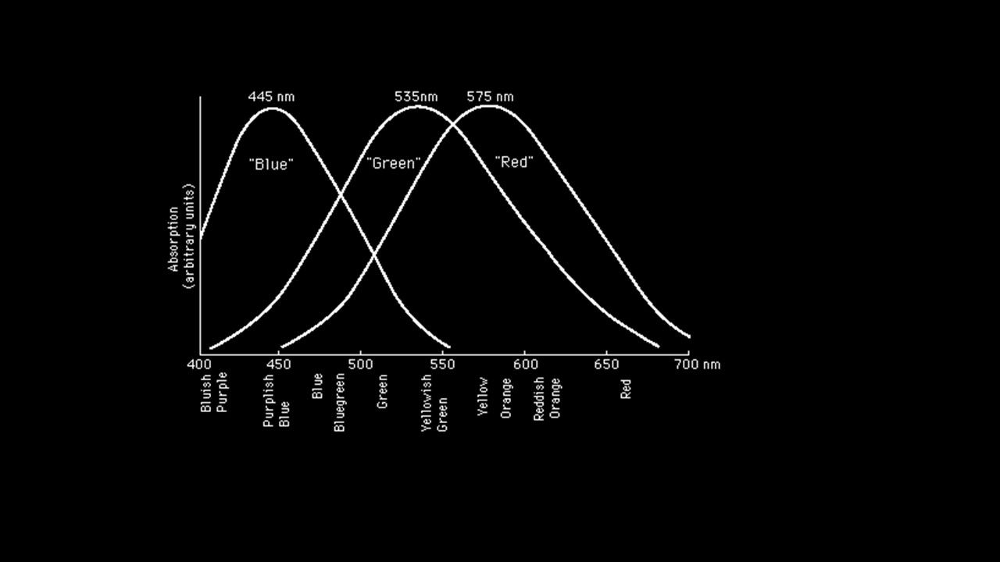 445 nm
535nm
575 nm
"Blue"
"Green"
"Red"
Absorption
(arbitrary units)
400
450
500
550
600
650
700 nm
Bluish
Purple
Purplish
Blue
Blue
Bluegreen
Green
Yellowish
Green
Yellow
Orange
Reddish
Orange
Red